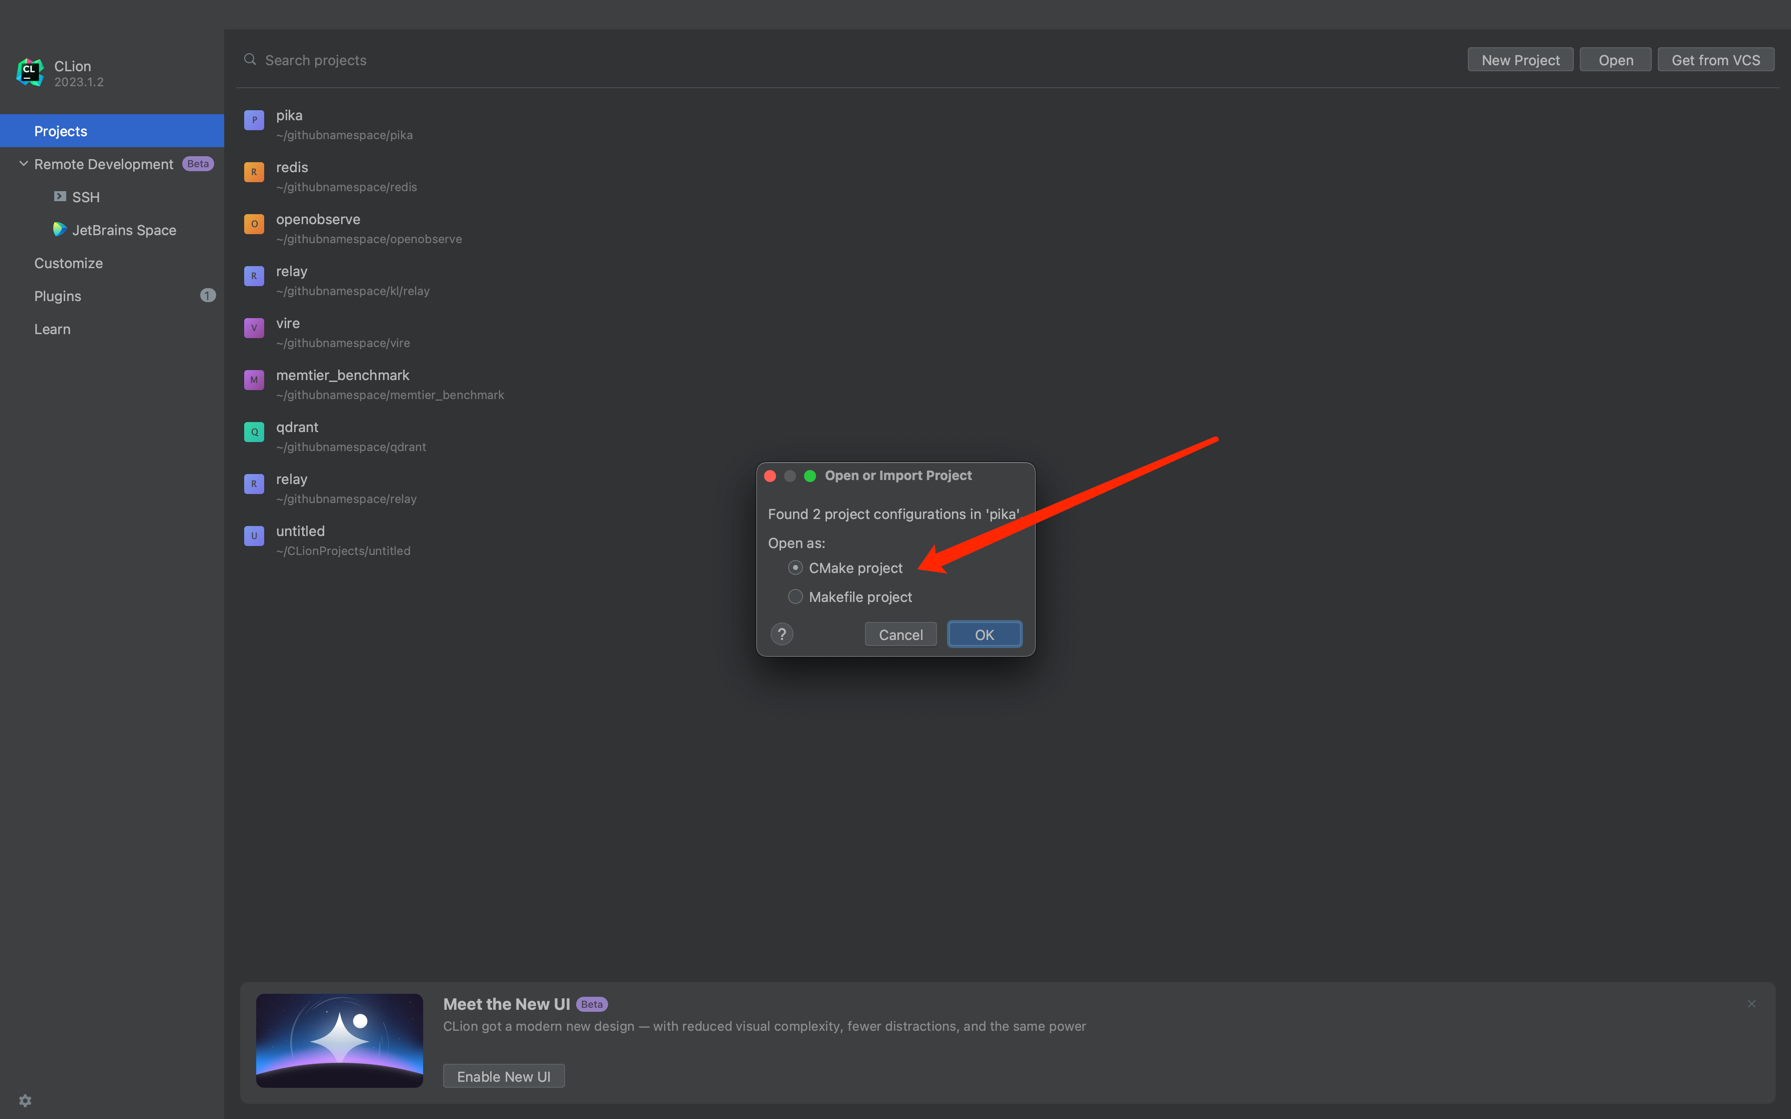 CL
CLion
2023.1.2
Projects
Remote Development Beta
SSH
JetBrains Space
Customize
Plugins 1
Learn
Search projects
New Project
Open
Get from VCS
P
pika
~/githubnamespace/pika
R
redis
~/githubnamespace/redis
O
openobserve
~/githubnamespace/openobserve
R
relay
~/githubnamespace/kl/relay
V
vire
~/githubnamespace/vire
M
memtier_benchmark
~/githubnamespace/memtier_benchmark
Q
qdrant
~/githubnamespace/qdrant
R
relay
~/githubnamespace/relay
U
untitled
~/CLionProjects/untitled
Open or Import Project
Found 2 project configurations in 'pika'.
Open as:
CMake project
Makefile project
?
Cancel
OK
Meet the New UI Beta
CLion got a modern new design — with reduced visual complexity, fewer distractions, and the same power
Enable New UI